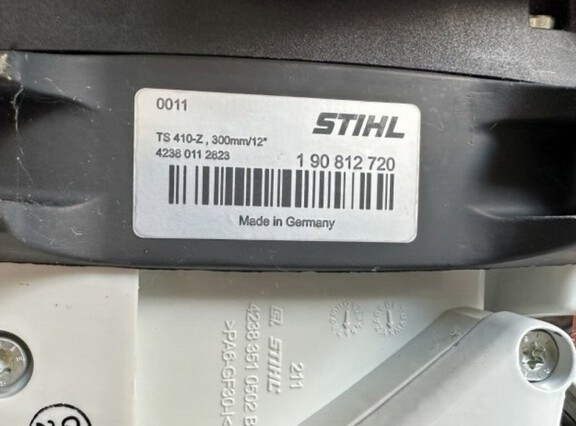 0011
STIHL
TS 410-Z , 300mm/12"
4238 011 2823
1 90 812 720
Made in Germany
STIHL
4238 351 0502 B
>PA6-GF30-I<
211